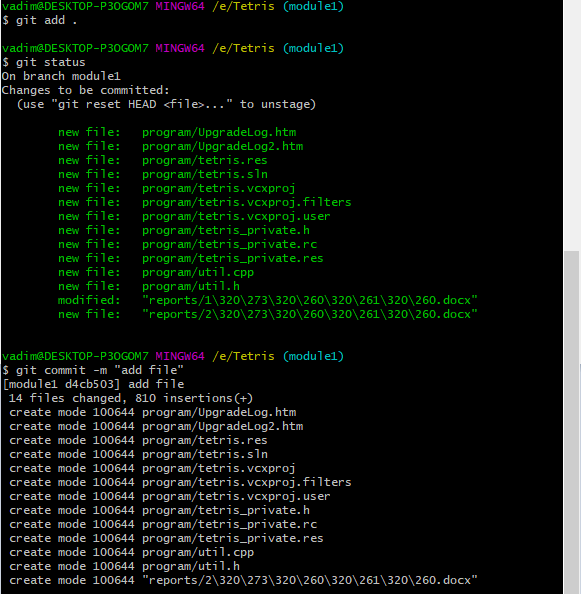 vadim@DESKTOP-P3OGOM7 MINGW64 /e/Tetris (module1)
$ git add .
vadim@DESKTOP-P3OGOM7 MINGW64 /e/Tetris (module1)
$ git status
On branch module1
Changes to be committed:
  (use "git reset HEAD <file>..." to unstage)
        new file:   program/UpgradeLog.htm
        new file:   program/UpgradeLog2.htm
        new file:   program/tetris.res
        new file:   program/tetris.sln
        new file:   program/tetris.vcxproj
        new file:   program/tetris.vcxproj.filters
        new file:   program/tetris.vcxproj.user
        new file:   program/tetris_private.h
        new file:   program/tetris_private.rc
        new file:   program/tetris_private.res
        new file:   program/util.cpp
        new file:   program/util.h
        modified:   "reports/1\320\273\320\260\320\261\320\260.docx"
        new file:   "reports/2\320\273\320\260\320\261\320\260.docx"
vadim@DESKTOP-P3OGOM7 MINGW64 /e/Tetris (module1)
$ git commit -m "add file"
[module1 d4cb503] add file
 14 files changed, 810 insertions(+)
 create mode 100644 program/UpgradeLog.htm
 create mode 100644 program/UpgradeLog2.htm
 create mode 100644 program/tetris.res
 create mode 100644 program/tetris.sln
 create mode 100644 program/tetris.vcxproj
 create mode 100644 program/tetris.vcxproj.filters
 create mode 100644 program/tetris.vcxproj.user
 create mode 100644 program/tetris_private.h
 create mode 100644 program/tetris_private.rc
 create mode 100644 program/tetris_private.res
 create mode 100644 program/util.cpp
 create mode 100644 program/util.h
 create mode 100644 "reports/2\320\273\320\260\320\261\320\260.docx"